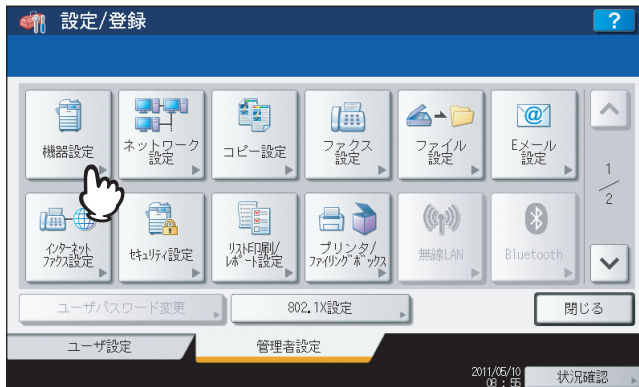 設定/登録
?
機器設定
ネットワーク
設定
コピー設定
ファクス
設定
ファイル
設定
@
Eメール
設定
1
2
インターネット
ファクス設定
セキュリティ設定
リスト印刷/
レポート設定
プリンタ/
ファイリングボックス
無線LAN
Bluetooth
ユーザパスワード変更
802.1X設定
閉じる
ユーザ設定
管理者設定
2011/05/10
08:55
状況確認